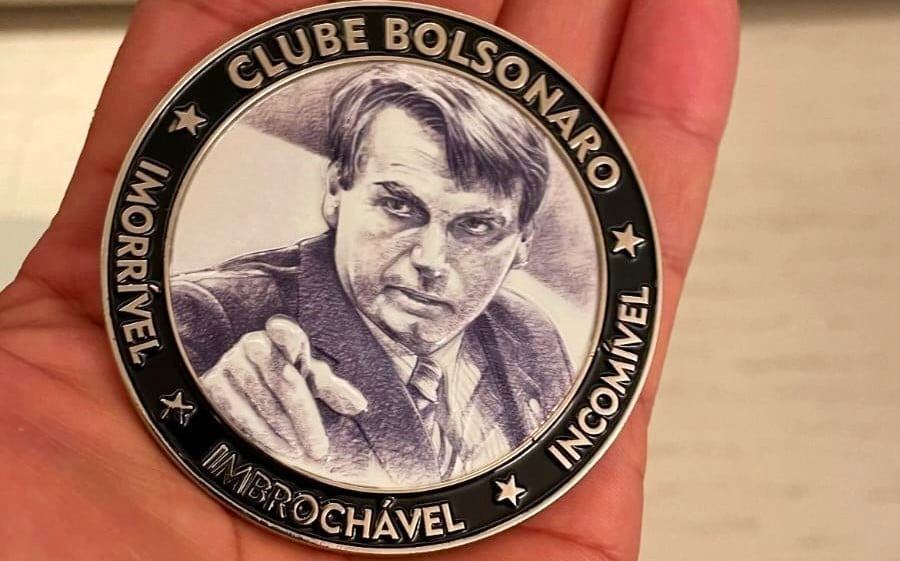 CLUBE BOLSONARO
IMORRÍVEL
IMBROCHÁVEL
INCOMÍVEL